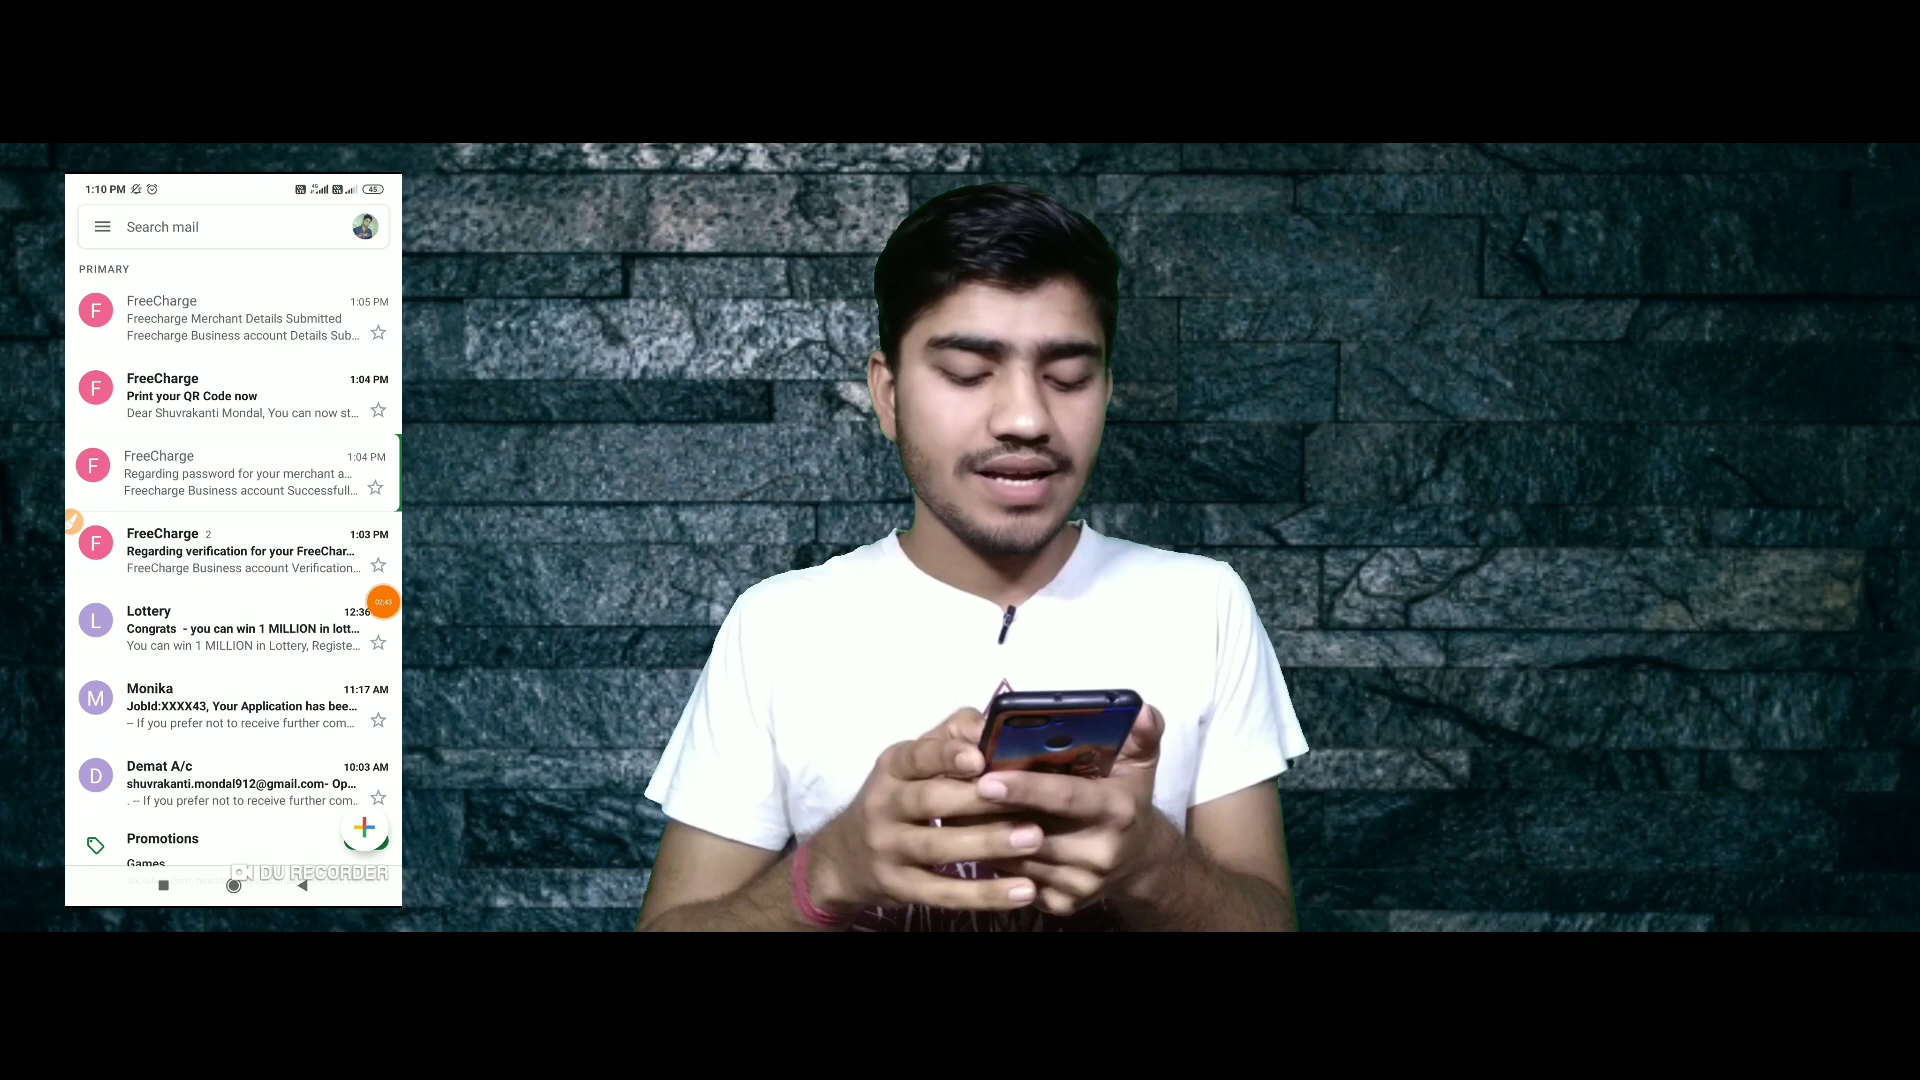 1:10 PM
45
Search mail
PRIMARY
F
FreeCharge
1:05 PM
Freecharge Merchant Details Submitted
Freecharge Business account Details Sub...
F
FreeCharge
1:04 PM
Print your QR Code now
Dear Shuvrakanti Mondal, You can now st...
F
FreeCharge
1:04 PM
Regarding password for your merchant a...
Freecharge Business account Successfull...
F
FreeCharge 2
1:03 PM
Regarding verification for your FreeChar...
FreeCharge Business account Verification...
02:43
L
Lottery
12:36
Congrats - you can win 1 MILLION in lott...
You can win 1 MILLION in Lottery, Registe...
M
Monika
11:17 AM
JobId:XXXX43, Your Application has bee...
-- If you prefer not to receive further com...
D
Demat A/c
10:03 AM
shuvrakanti.mondal912@gmail.com- Op...
. -- If you prefer not to receive further com...
Promotions
Games
DU RECORDER